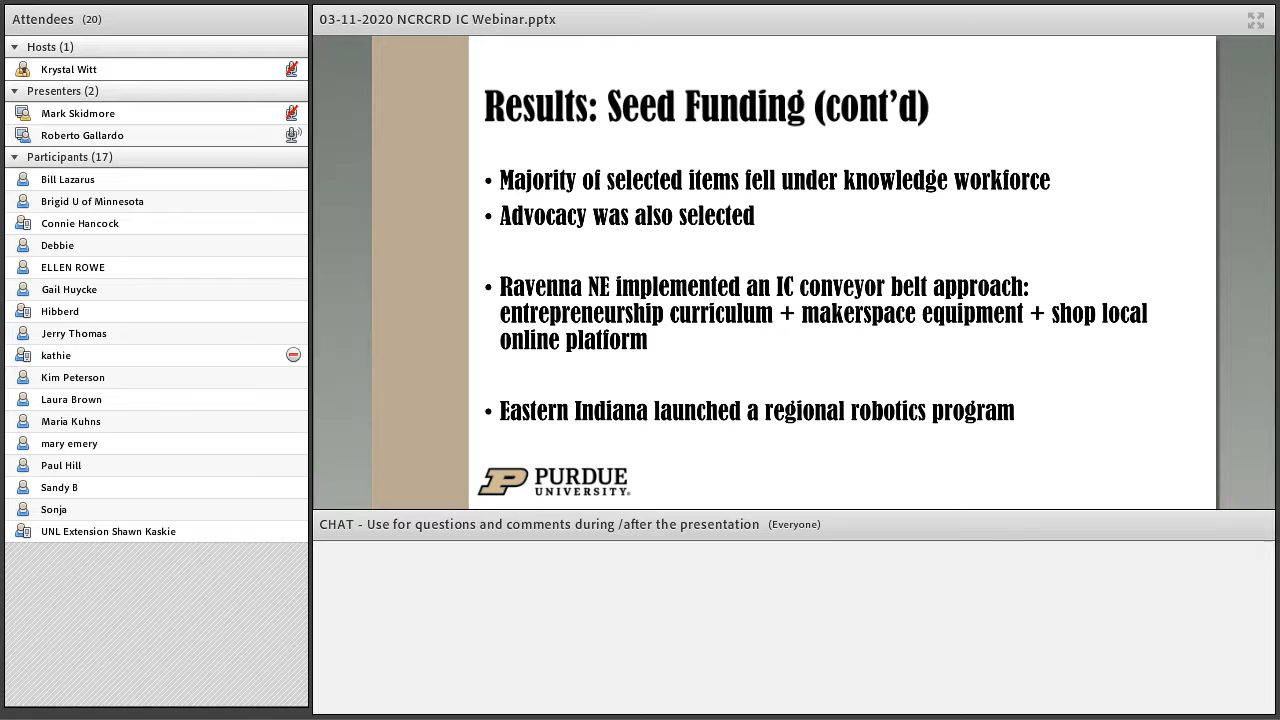 Attendees (20)
Hosts (1)
Krystal Witt
Presenters (2)
Mark Skidmore
Roberto Gallardo
Participants (17)
Bill Lazarus
Brigid U of Minnesota
Connie Hancock
Debbie
ELLEN ROWE
Gail Huycke
Hibberd
Jerry Thomas
kathie
Kim Peterson
Laura Brown
Maria Kuhns
mary emery
Paul Hill
Sandy B
Sonja
UNL Extension Shawn Kaskie
03-11-2020 NCRCRD IC Webinar.pptx
Results: Seed Funding (cont’d)
• Majority of selected items fell under knowledge workforce
• Advocacy was also selected
• Ravenna NE implemented an IC conveyor belt approach:
entrepreneurship curriculum + makerspace equipment + shop local
online platform
• Eastern Indiana launched a regional robotics program
P PURDUE
UNIVERSITY.
CHAT - Use for questions and comments during /after the presentation (Everyone)